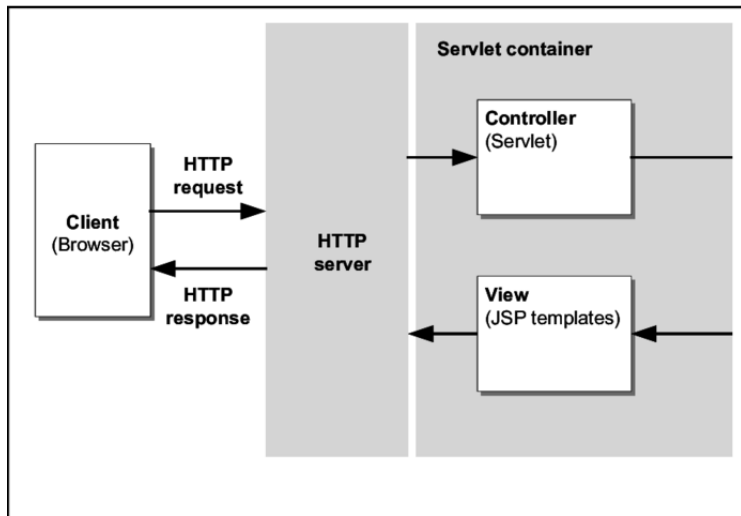 Servlet container
Controller
(Servlet)
HTTP
request
Client
(Browser)
HTTP
server
HTTP
response
View
(JSP templates)